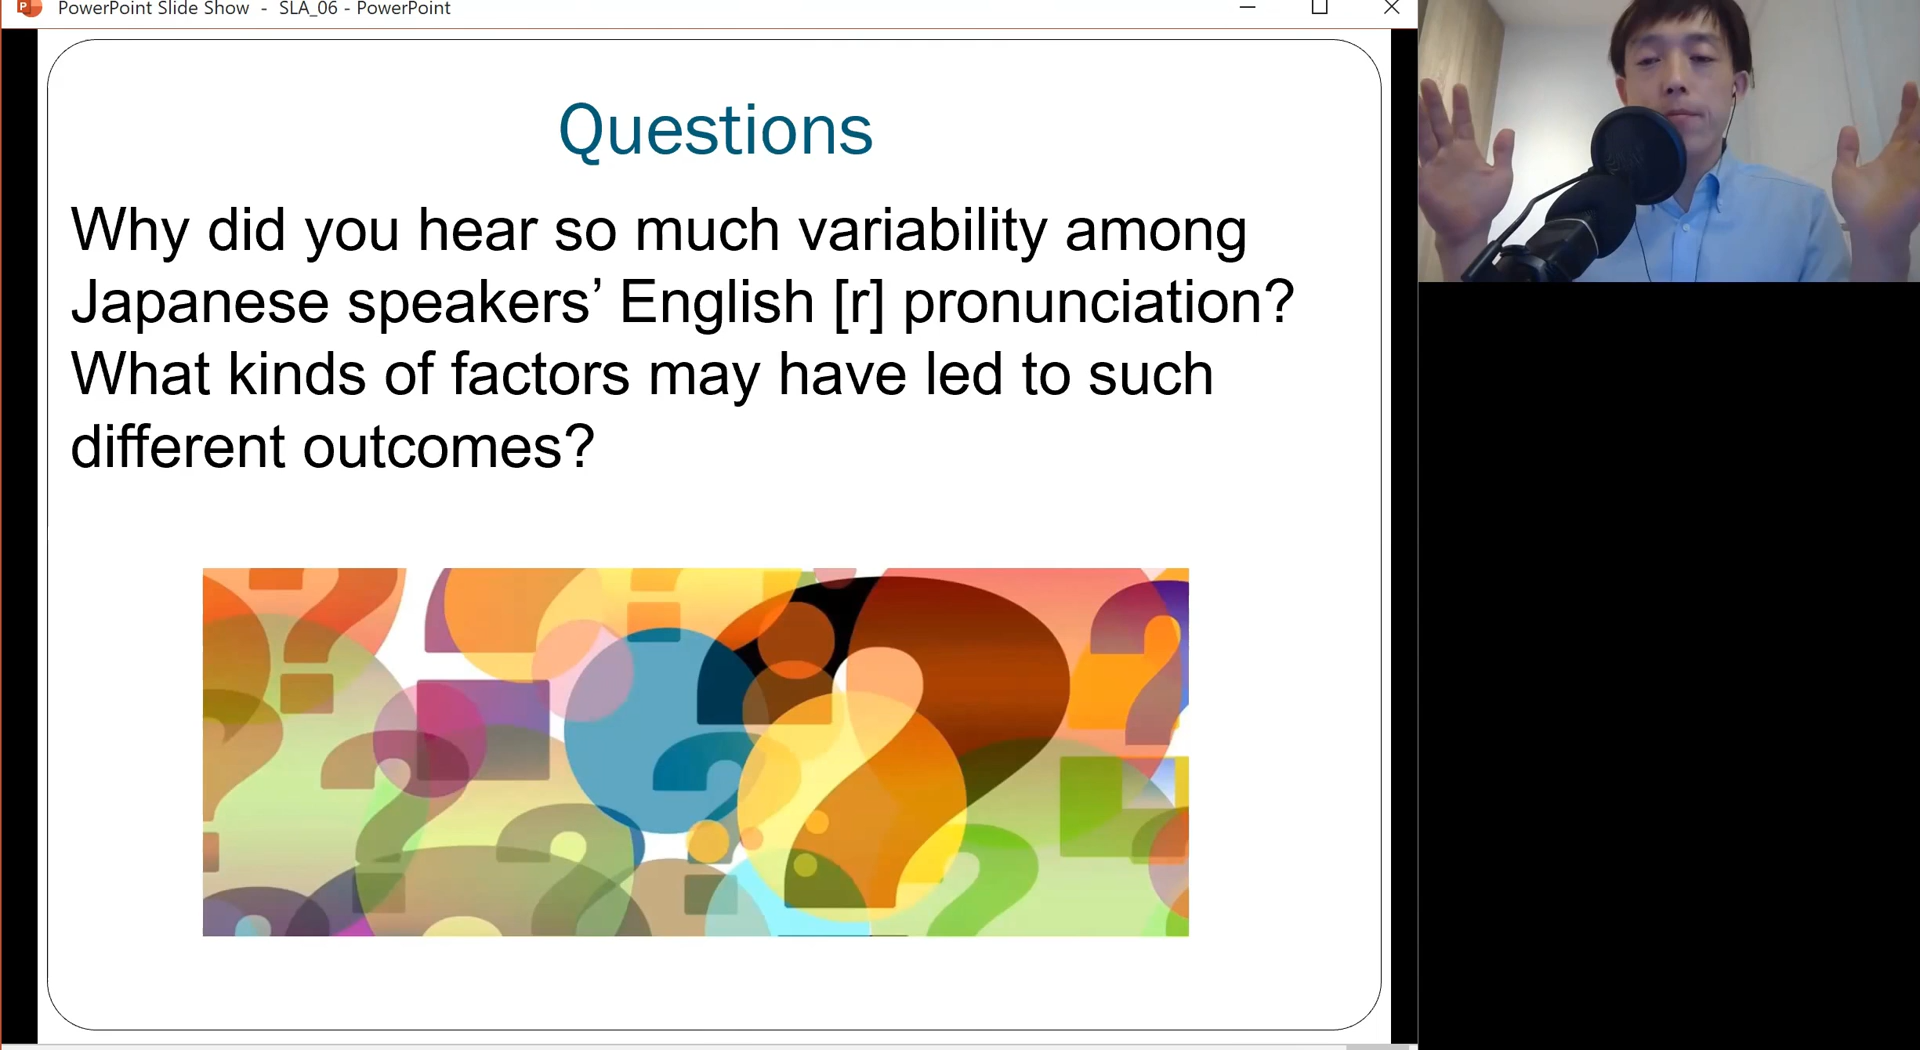 PowerPoint Slide Show - SLA_06 - PowerPoint
Questions
Why did you hear so much variability among
Japanese speakers’ English [r] pronunciation?
What kinds of factors may have led to such
different outcomes?